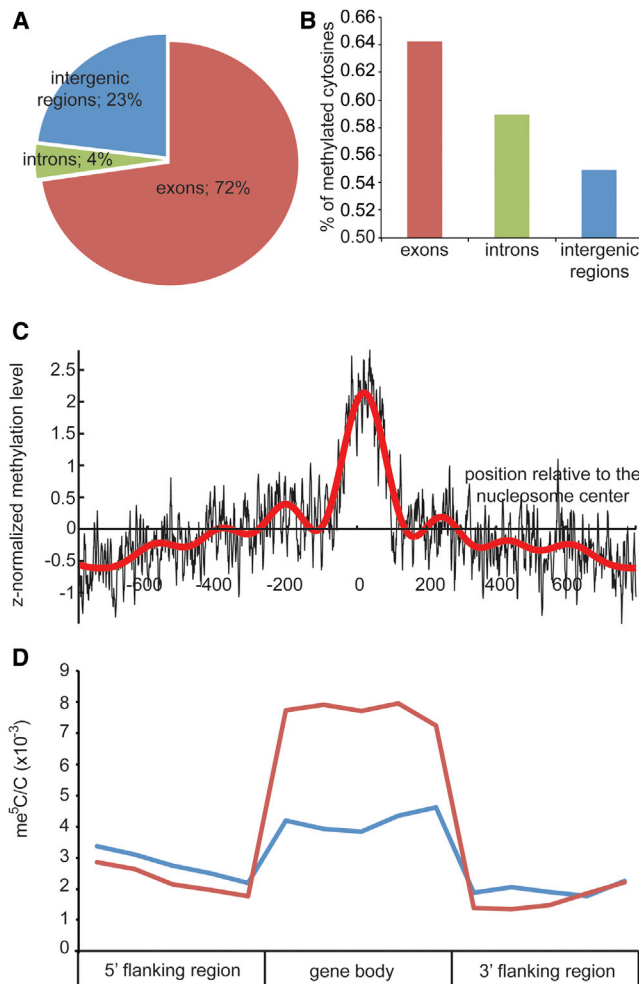 A
intergenic
regions; 23%
introns; 4%
exons; 72%
B
% of methylated cytosines
0.66
0.64
0.62
0.60
0.58
0.56
0.54
0.52
0.50
exons
introns
intergenic
regions
C
z-normalized methylation level
2.5
2
1.5
1
0.5
0
-0.5
-1
position relative to the
nucleosome center
-600
-400
-200
0
200
400
600
D
me⁵C/C (x10⁻³)
9
8
7
6
5
4
3
2
1
0
5' flanking region
gene body
3' flanking region